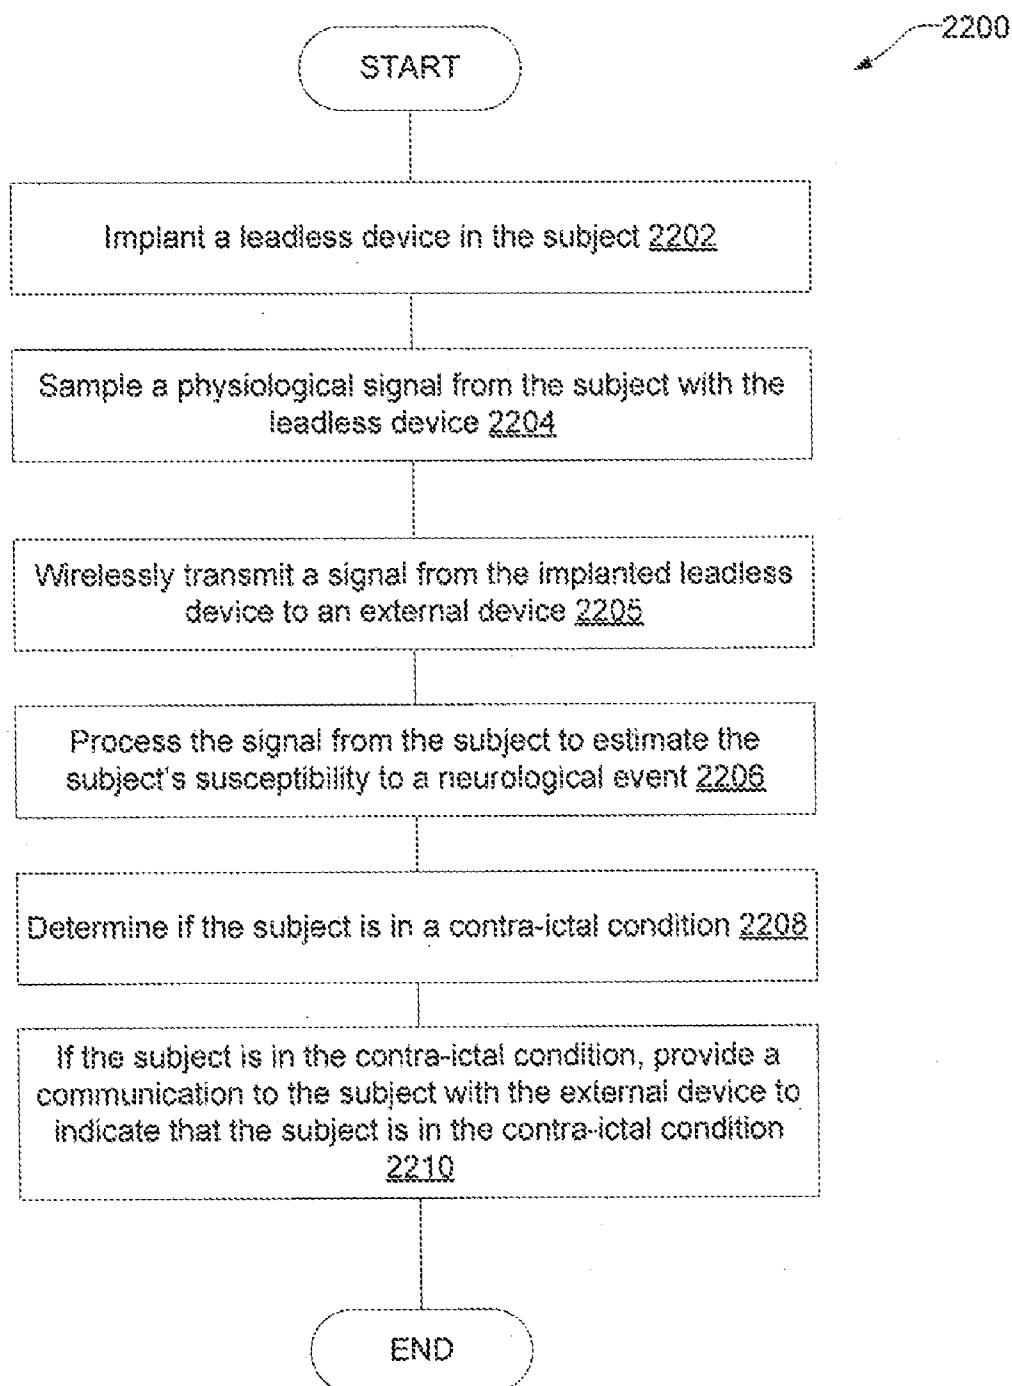 2200
START
Implant a leadless device in the subject 2202
Sample a physiological signal from the subject with the
leadless device 2204
Wirelessly transmit a signal from the implanted leadless
device to an external device 2205
Process the signal from the subject to estimate the
subject's susceptibility to a neurological event 2206
Determine if the subject is in a contra-ictal condition 2208
If the subject is in the contra-ictal condition, provide a
communication to the subject with the external device to
indicate that the subject is in the contra-ictal condition
2210
END